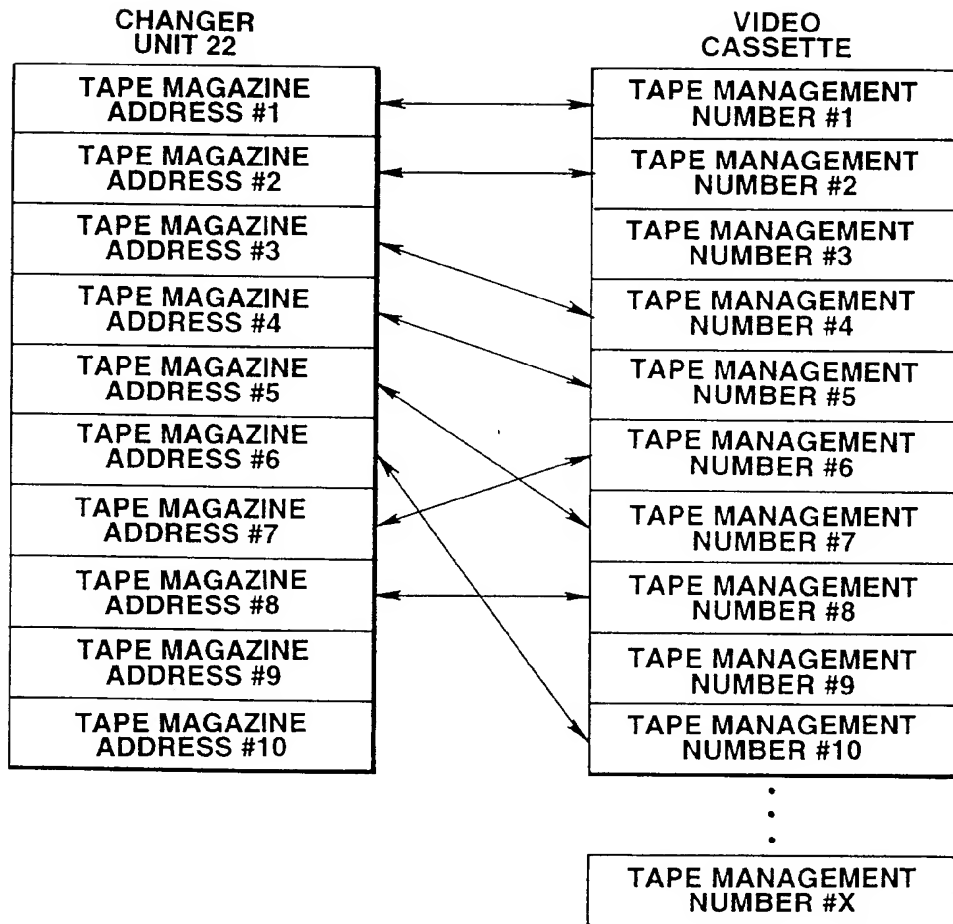 CHANGER
UNIT 22
TAPE MAGAZINE
ADDRESS #1
TAPE MAGAZINE
ADDRESS #2
TAPE MAGAZINE
ADDRESS #3
TAPE MAGAZINE
ADDRESS #4
TAPE MAGAZINE
ADDRESS #5
TAPE MAGAZINE
ADDRESS #6
TAPE MAGAZINE
ADDRESS #7
TAPE MAGAZINE
ADDRESS #8
TAPE MAGAZINE
ADDRESS #9
TAPE MAGAZINE
ADDRESS #10
VIDEO
CASSETTE
TAPE MANAGEMENT
NUMBER #1
TAPE MANAGEMENT
NUMBER #2
TAPE MANAGEMENT
NUMBER #3
TAPE MANAGEMENT
NUMBER #4
TAPE MANAGEMENT
NUMBER #5
TAPE MANAGEMENT
NUMBER #6
TAPE MANAGEMENT
NUMBER #7
TAPE MANAGEMENT
NUMBER #8
TAPE MANAGEMENT
NUMBER #9
TAPE MANAGEMENT
NUMBER #10
TAPE MANAGEMENT
NUMBER #X